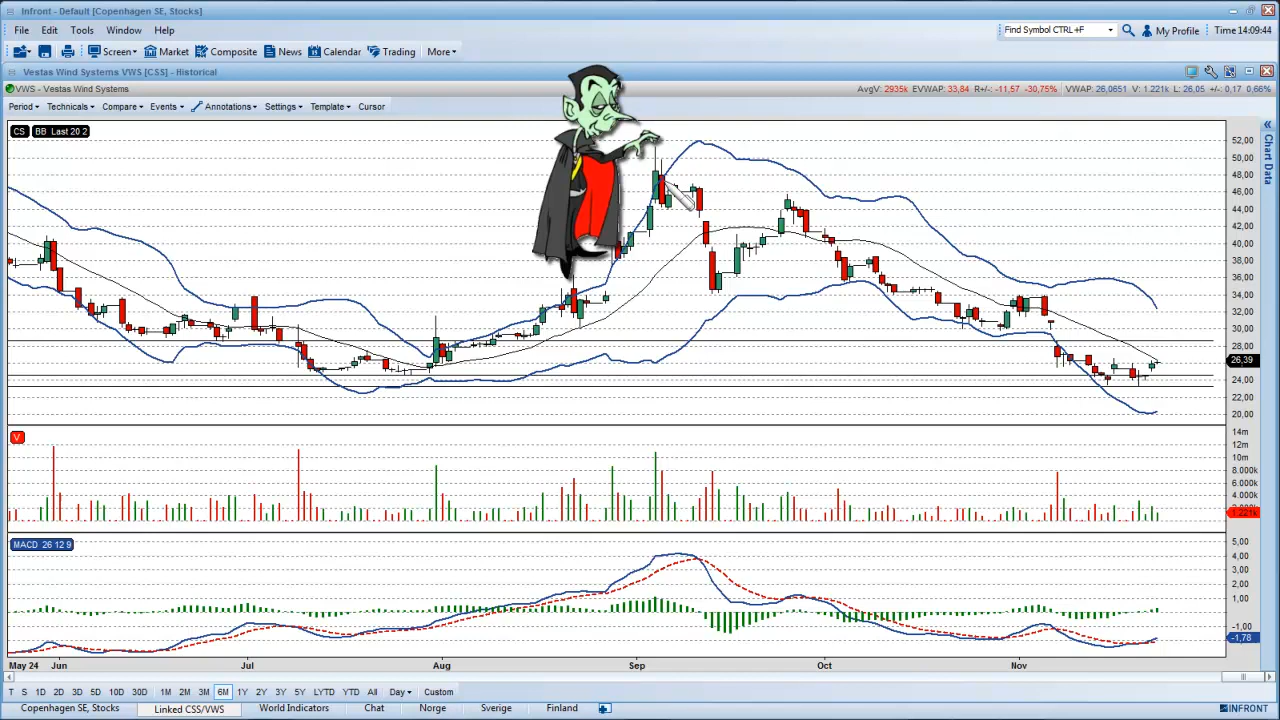 Infront - Default [Copenhagen SE, Stocks]
File Edit Tools Window Help Find Symbol CTRL+F My Profile Time 14:09:44
Screen Market Composite News Calendar Trading More
Vestas Wind Systems VWS [CSS] - Historical
VWS - Vestas Wind Systems AvgV: 2935k EVWAP: 33,84 R+/-: -11,57 -30,75% VWAP: 26,0651 V: 1.221k L: 26,05 +/-: 0,17 0,66%
Period Technicals Compare Events Annotations Settings Template Cursor
CS BB Last 20 2
Chart Data
52,00
50,00
48,00
46,00
44,00
42,00
40,00
38,00
36,00
34,00
32,00
30,00
28,00
26,39
24,00
22,00
20,00
V
14m
12m
10m
8.000k
6.000k
4.000k
2.000k
1.221k
MACD 26 12 9
5,00
4,00
3,00
2,00
1,00
-1,00
-1,78
May 24 Jun Jul Aug Sep Oct Nov
T S 1D 2D 3D 5D 10D 30D 1M 2M 3M 6M 1Y 2Y 3Y 5Y LYTD YTD All Day Custom
Copenhagen SE, Stocks Linked CSS/VWS World Indicators Chat Norge Sverige Finland INFRONT